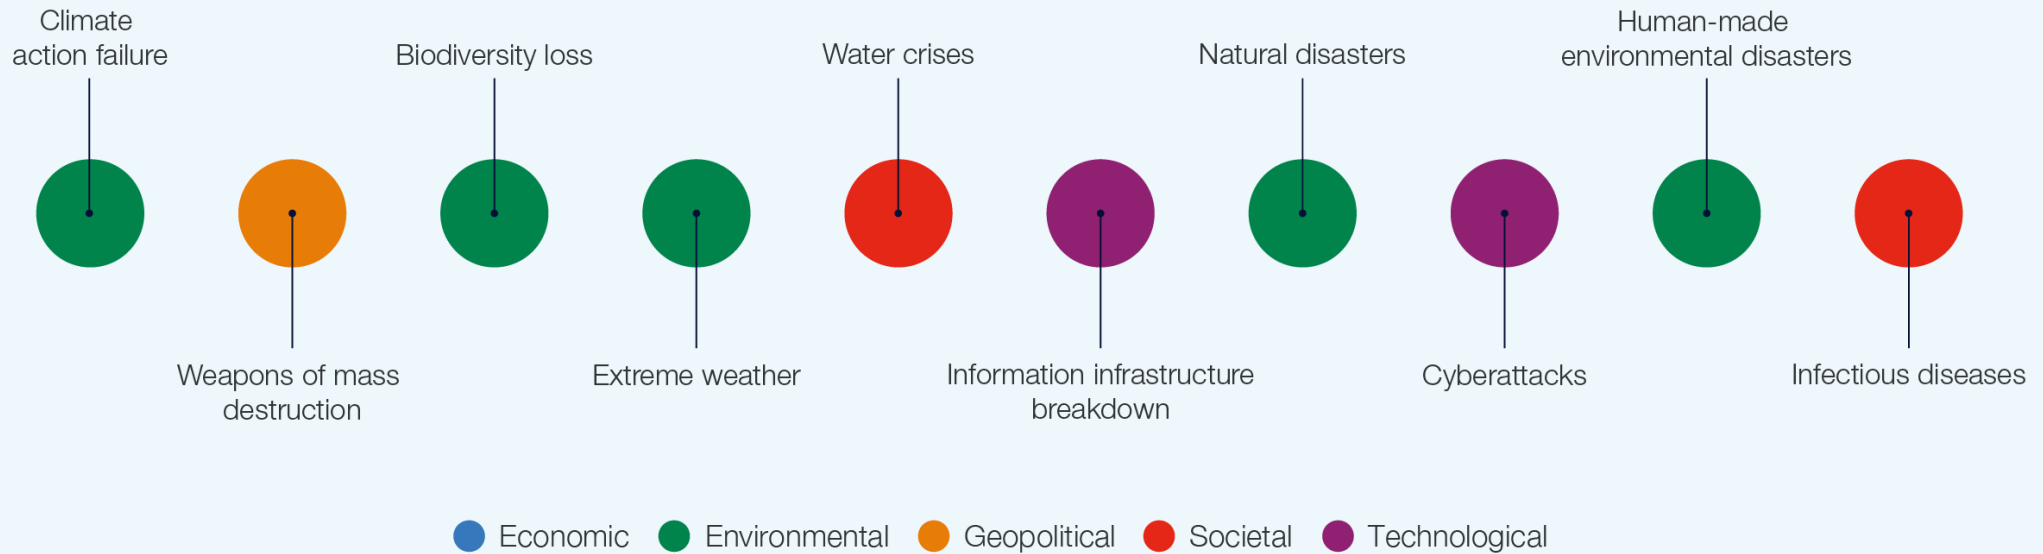 Climate
action failure
Biodiversity loss
Water crises
Natural disasters
Human-made
environmental disasters
Weapons of mass
destruction
Extreme weather
Information infrastructure
breakdown
Cyberattacks
Infectious diseases
Economic
Environmental
Geopolitical
Societal
Technological